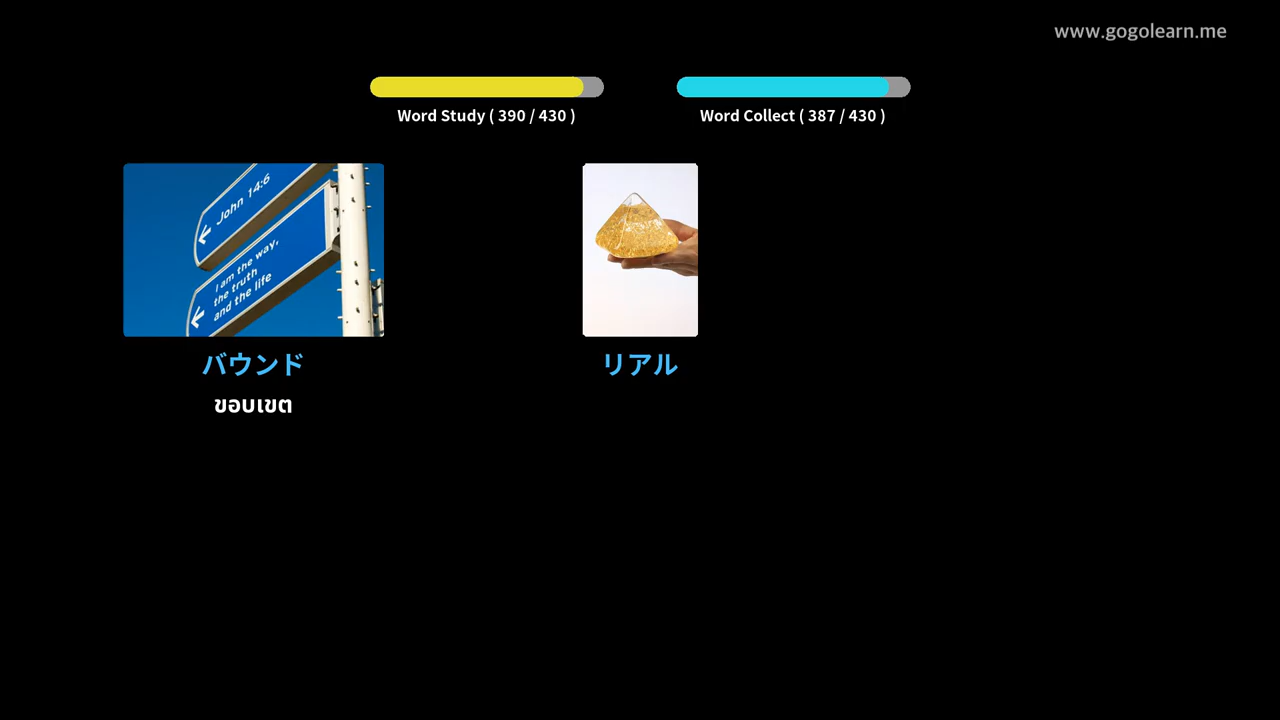 www.gogolearn.me
Word Study ( 390 / 430 )
Word Collect ( 387 / 430 )
John 14:6
I am the way,
the truth
and the life
バウンド
リアル
ขอบเขต